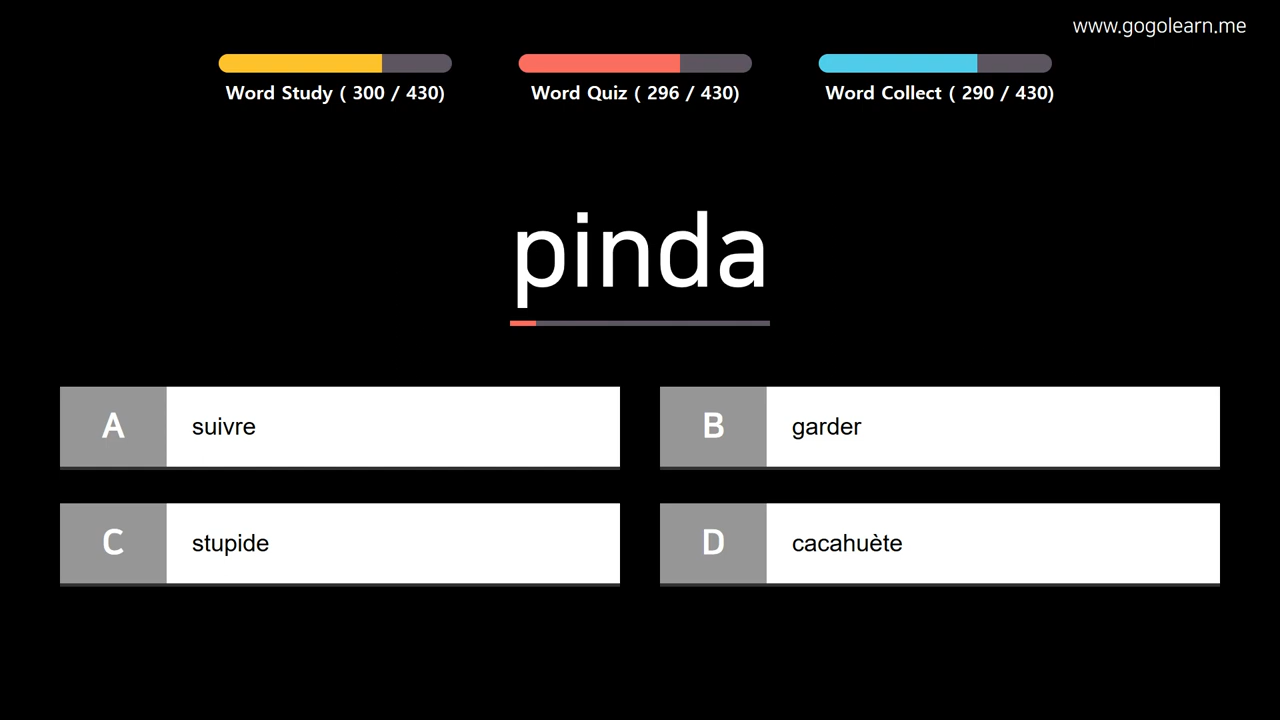 www.gogolearn.me
Word Study ( 300 / 430)
Word Quiz ( 296 / 430)
Word Collect ( 290 / 430)
pinda
A suivre
B garder
C stupide
D cacahuète